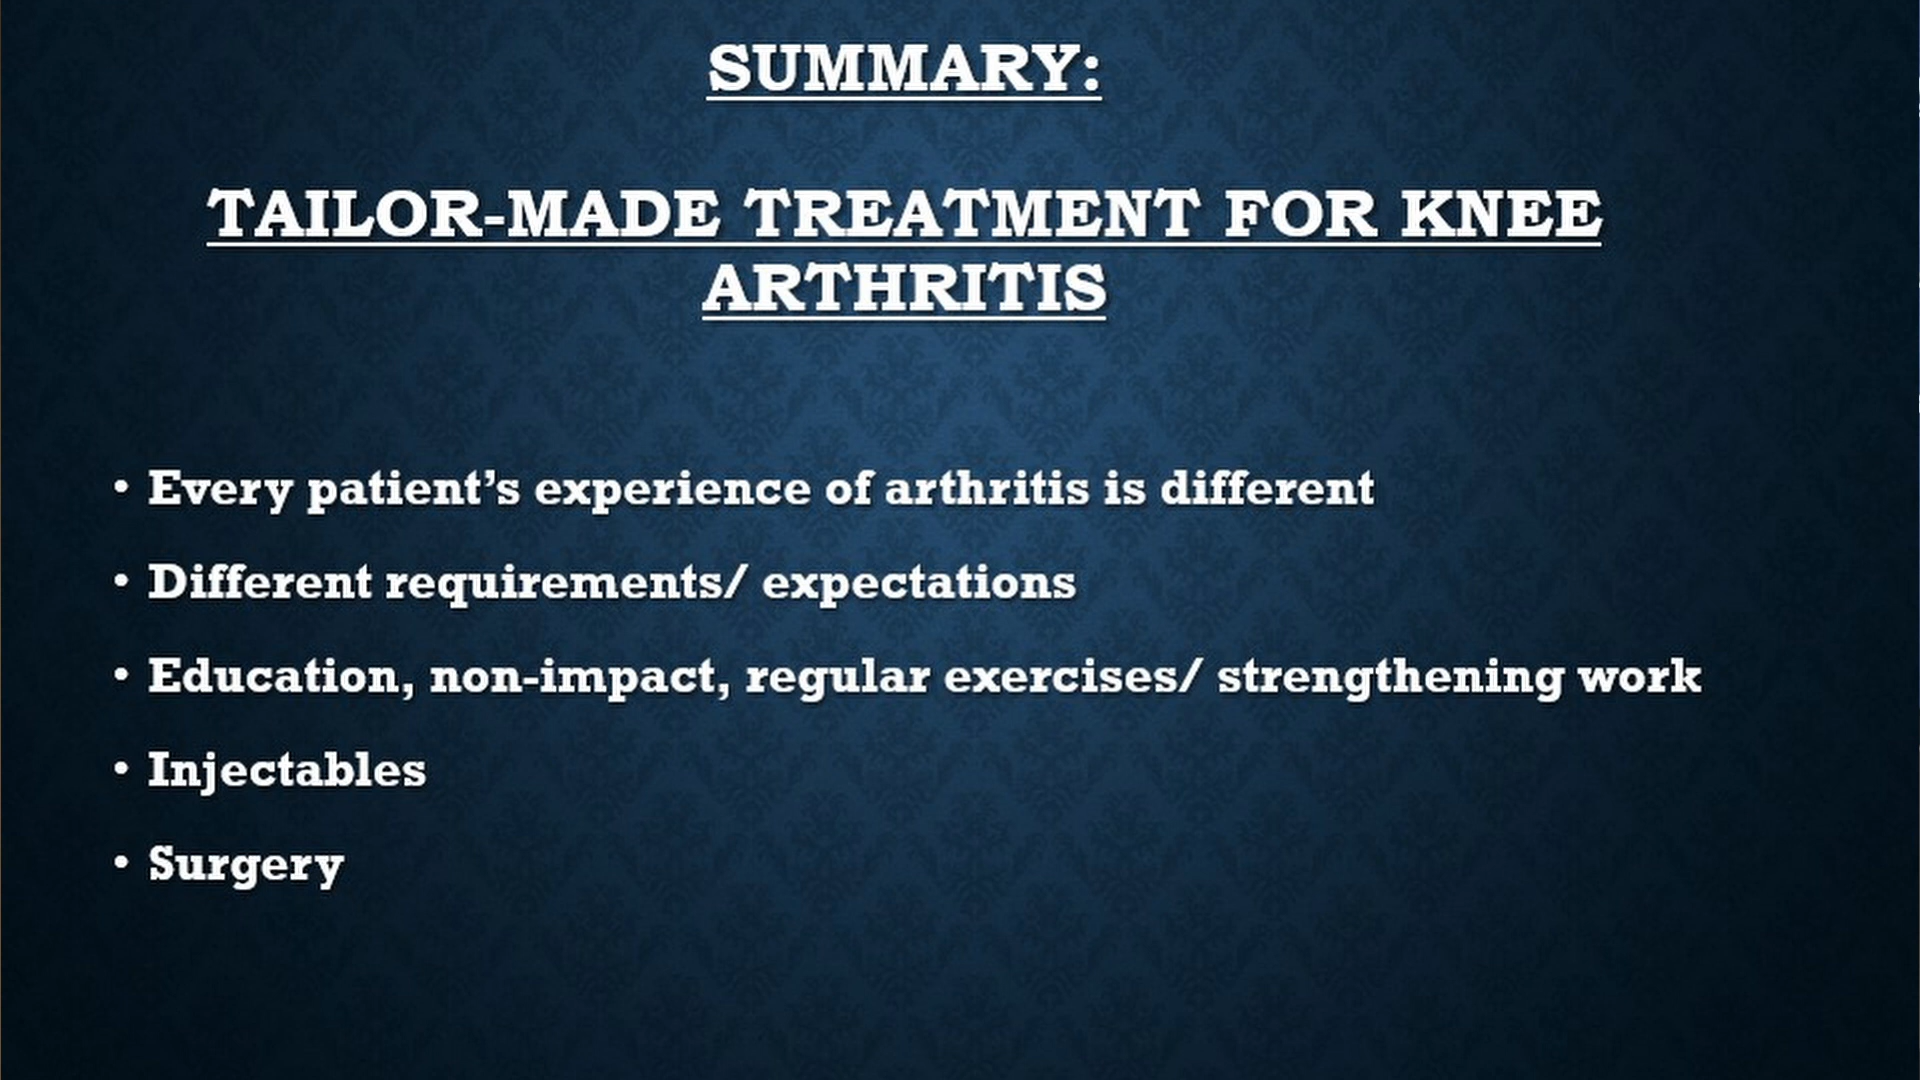 SUMMARY:
TAILOR-MADE TREATMENT FOR KNEE
ARTHRITIS
• Every patient’s experience of arthritis is different
• Different requirements/ expectations
• Education, non-impact, regular exercises/ strengthening work
• Injectables
• Surgery